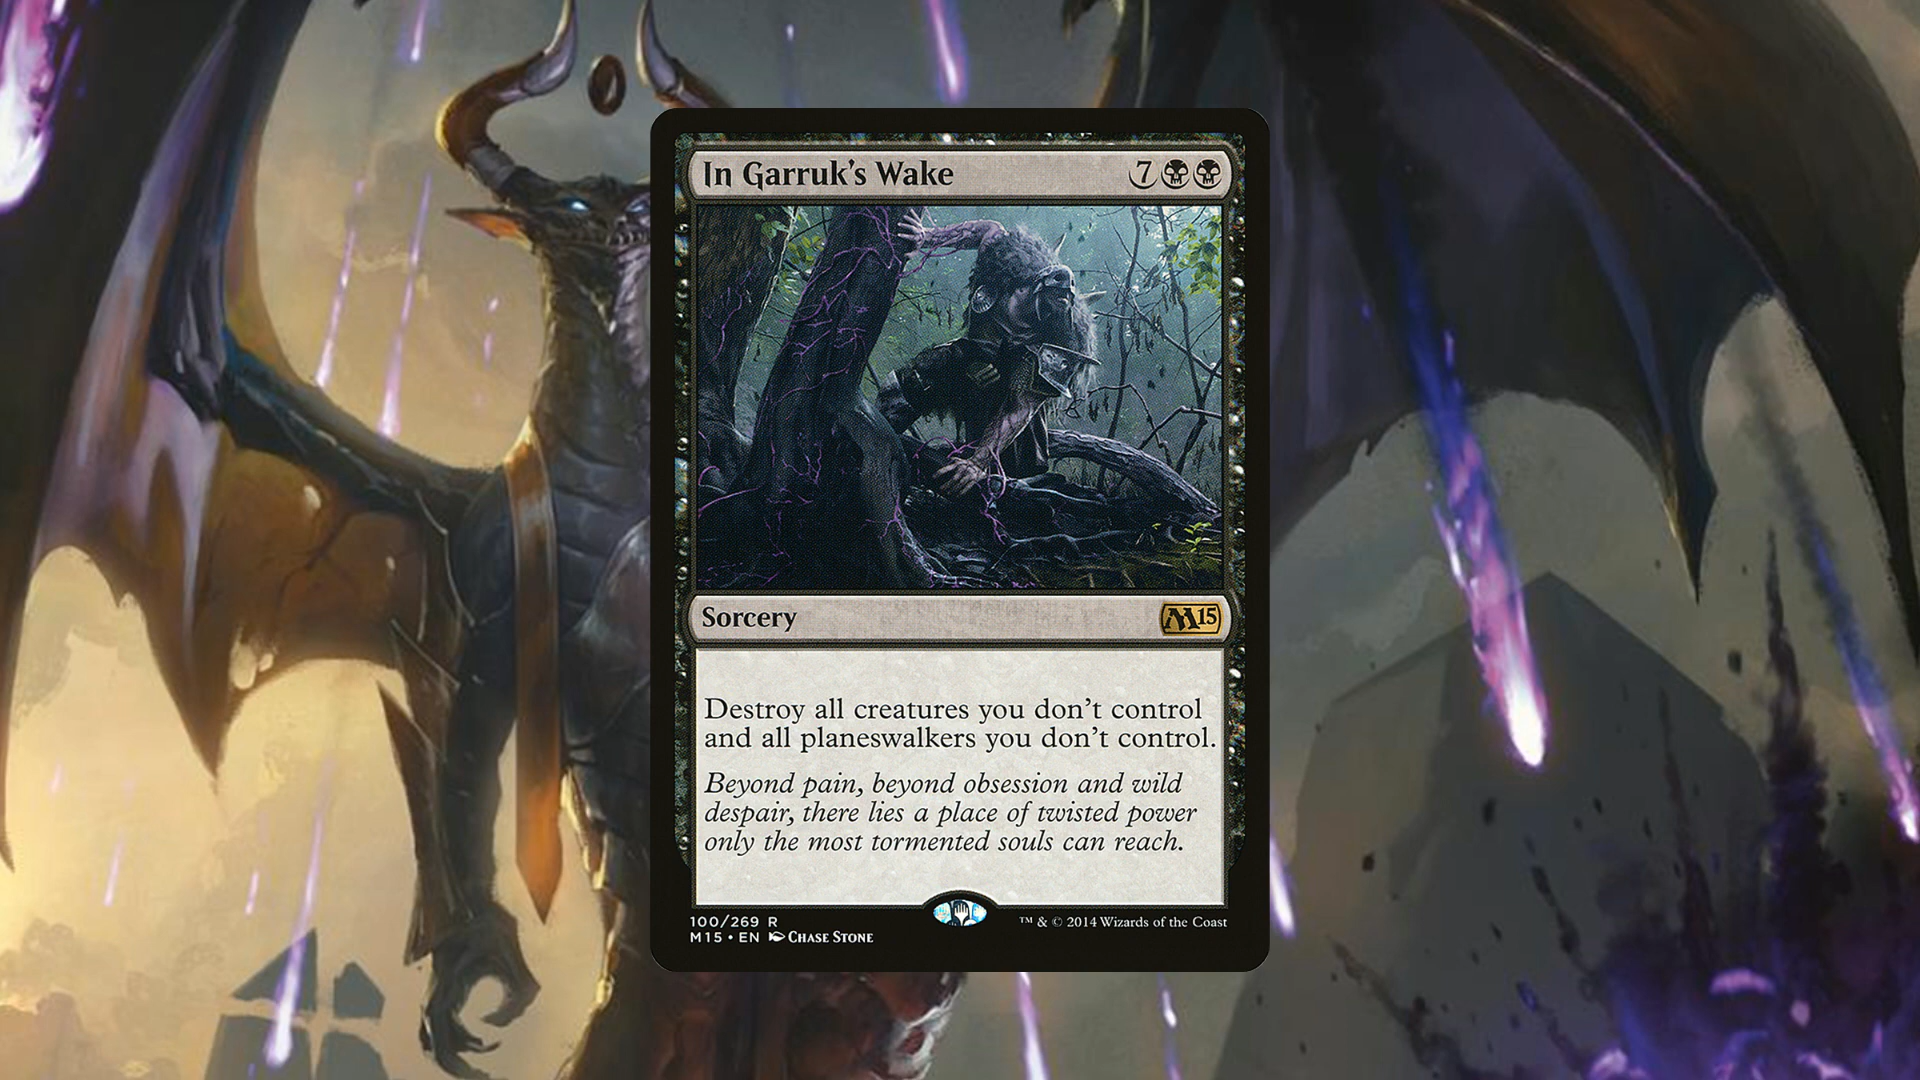 In Garruk's Wake 7
Sorcery M15
Destroy all creatures you don't control
and all planeswalkers you don't control.
Beyond pain, beyond obsession and wild
despair, there lies a place of twisted power
only the most tormented souls can reach.
100/269 R
M15 • EN Chase Stone
™ & © 2014 Wizards of the Coast